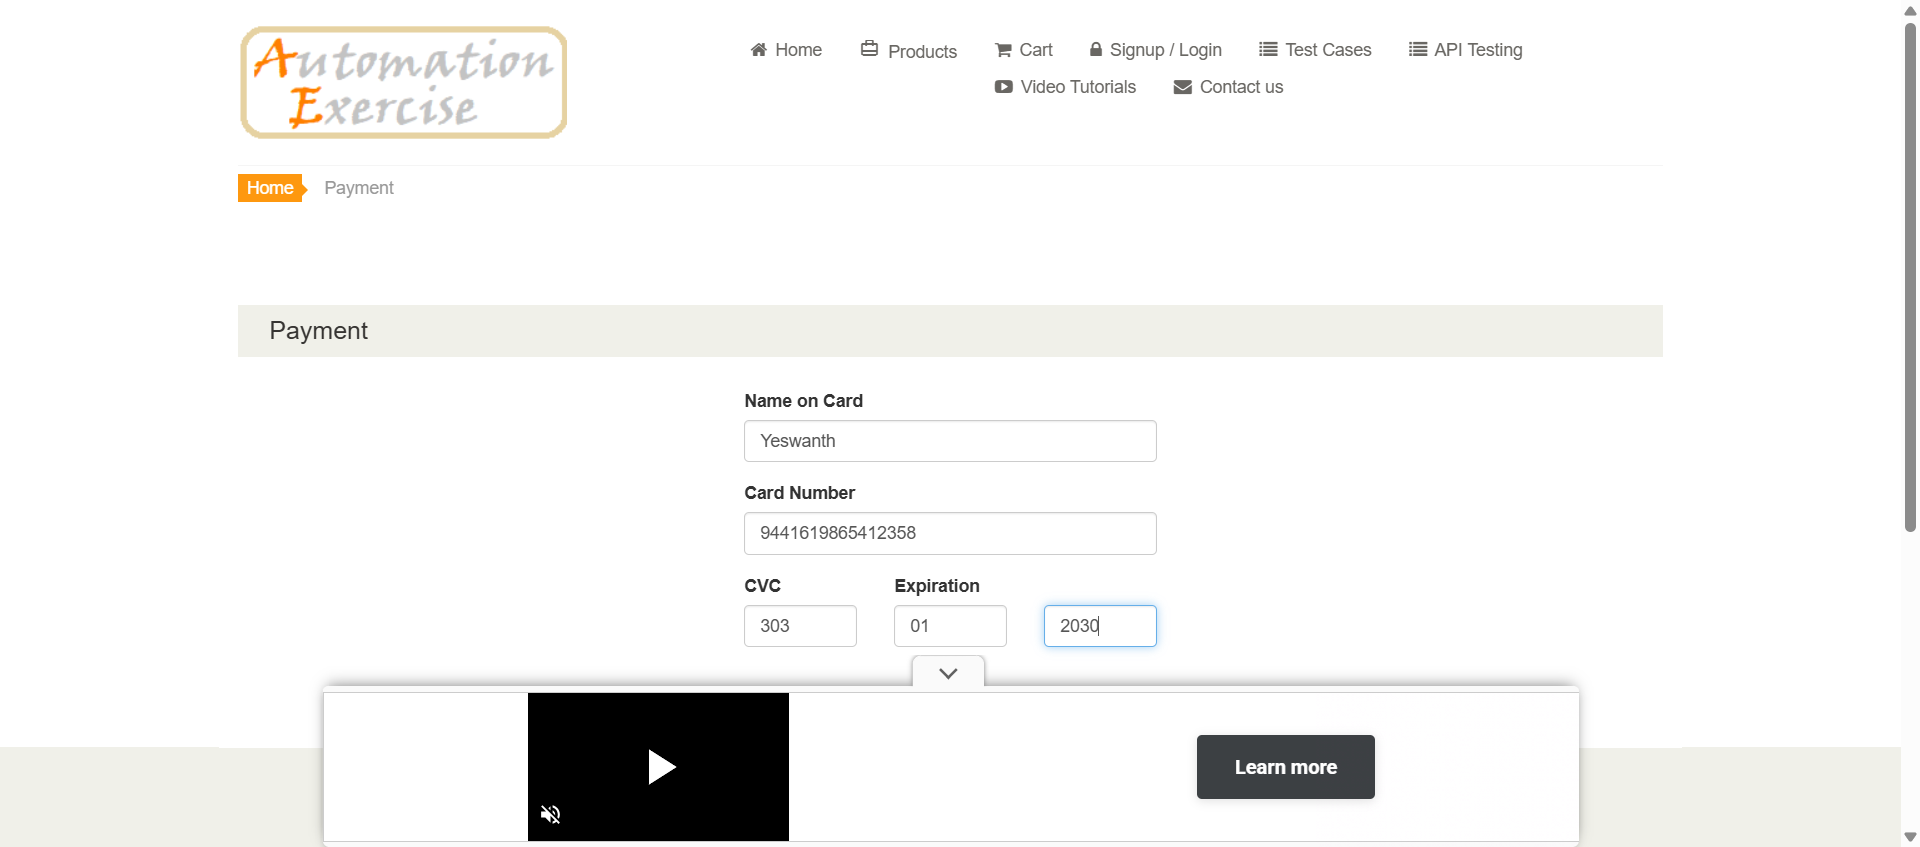 Automation
Exercise
Home Products Cart Signup / Login Test Cases API Testing
Video Tutorials Contact us
Home Payment
Payment
Name on Card
Yeswanth
Card Number
9441619865412358
CVC Expiration
303 01 2030
Learn more